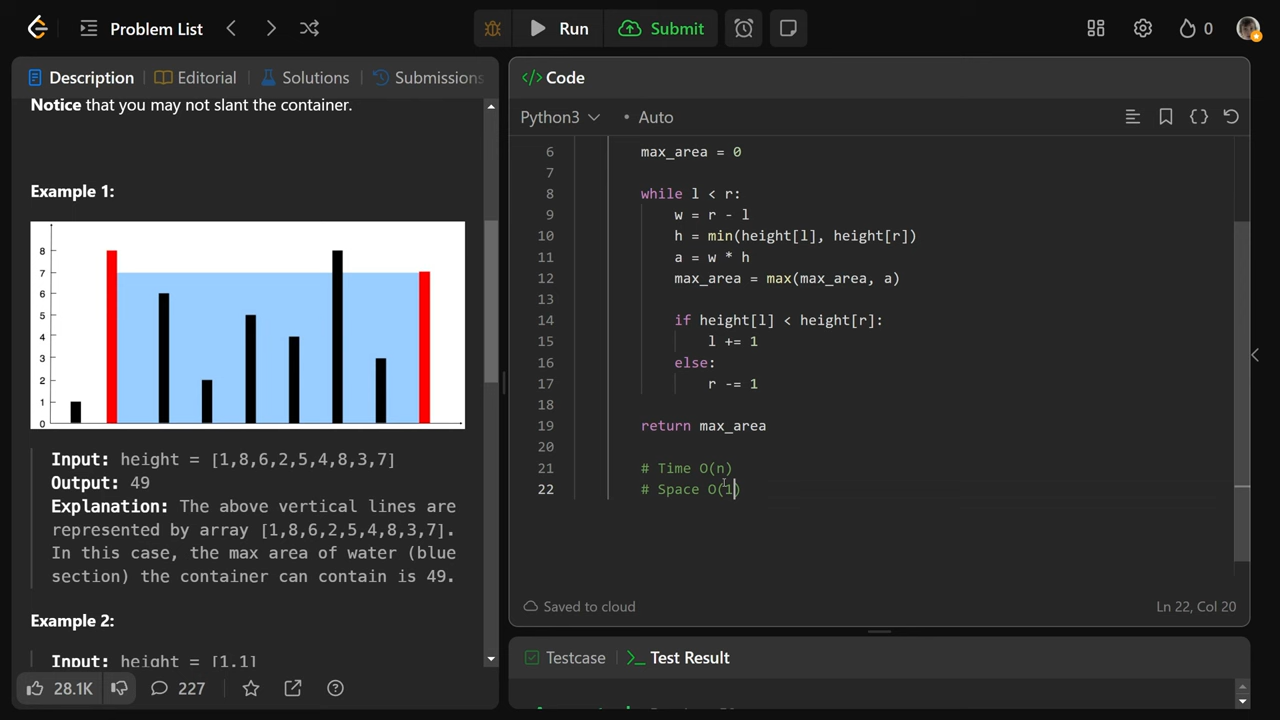 Problem List
Run
Submit
0
Description
Editorial
Solutions
Submissions
Notice that you may not slant the container.
Example 1:
8
7
6
5
4
3
2
1
0
Input: height = [1,8,6,2,5,4,8,3,7]
Output: 49
Explanation: The above vertical lines are
represented by array [1,8,6,2,5,4,8,3,7].
In this case, the max area of water (blue
section) the container can contain is 49.
Example 2:
Input: height = [1,1]
28.1K
227
</> Code
Python3
• Auto
6 max_area = 0
7
8 while l < r:
9 w = r - l
10 h = min(height[l], height[r])
11 a = w * h
12 max_area = max(max_area, a)
13
14 if height[l] < height[r]:
15 l += 1
16 else:
17 r -= 1
18
19 return max_area
20
21 # Time O(n)
22 # Space O(1)
Saved to cloud
Ln 22, Col 20
Testcase
>_ Test Result